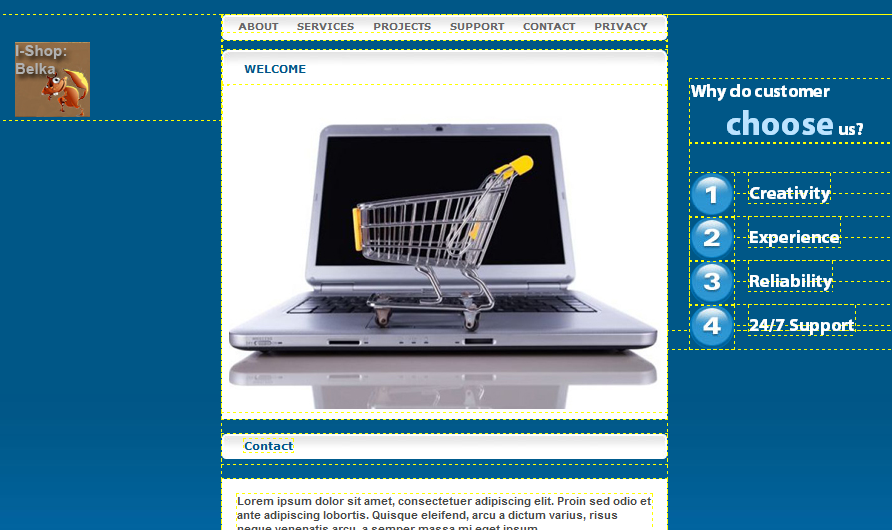 ABOUT SERVICES PROJECTS SUPPORT CONTACT PRIVACY
I-Shop:
Belka
WELCOME
Why do customer
choose us?
1 Creativity
2 Experience
3 Reliability
4 24/7 Support
Contact
Lorem ipsum dolor sit amet, consectetuer adipiscing elit. Proin sed odio et
ante adipiscing lobortis. Quisque eleifend, arcu a dictum varius, risus
neque venenatis arcu, a semper massa mi eget ipsum.